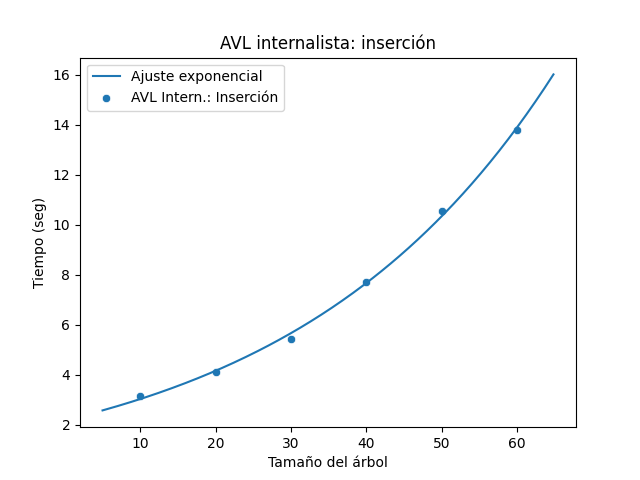 AVL internalista: inserción
Ajuste exponencial
AVL Intern.: Inserción
16
14
12
10
8
6
4
2
Tiempo (seg)
10 20 30 40 50 60
Tamaño del árbol